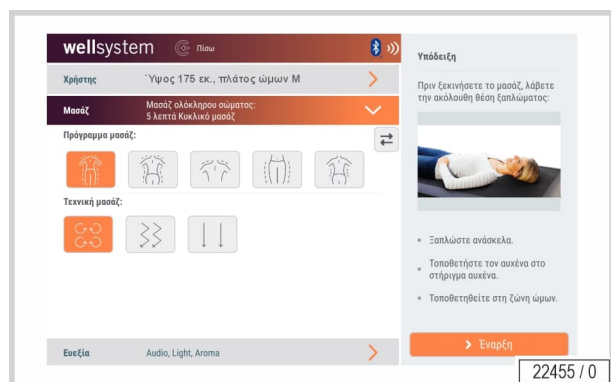 wellsystem Πίσω
Χρήστης Ύψος 175 εκ., πλάτος ώμων M
Μασάζ Μασάζ ολόκληρου σώματος:
5 λεπτά Κυκλικό μασάζ
Πρόγραμμα μασάζ:
Τεχνική μασάζ:
Ευεξία Audio, Light, Aroma
Υπόδειξη
Πριν ξεκινήσετε το μασάζ, λάβετε
την ακόλουθη θέση ξαπλώματος:
• Ξαπλώστε ανάσκελα.
• Τοποθετήστε τον αυχένα στο
στήριγμα αυχένα.
• Τοποθετηθείτε στη ζώνη ώμων.
Έναρξη
22455 / 0